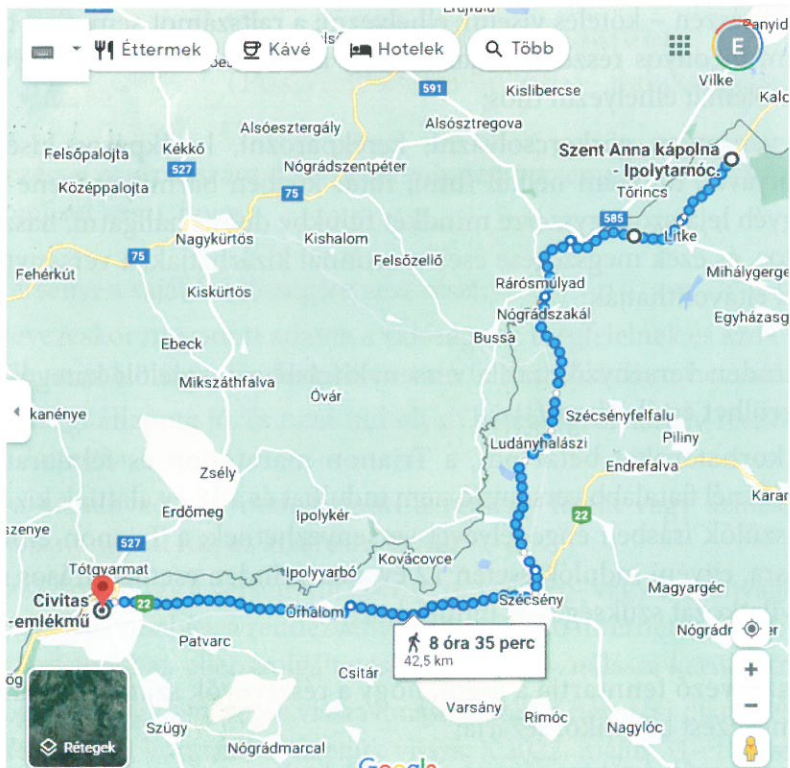 Éttermek
Kávé
Hotelek
Több
E
Panyid
Vilke
Kalo
591
Kislibercse
Alsóesztergály
Alsósztregova
527
Kékkő
Felsőpalojta
Középpalojta
Nógrádszentpéter
75
Szent Anna kápolna
Ipolytarnóc
Törincs
585
Litke
Nagykürtös
Kishalom
Felsőzellő
75
Fehérkút
Kiskürtös
Rárósmúlyad
Mihálygerge
Nógrádszakál
Egyházasg
Bussa
Ebeck
Mikszáthfalva
Óvár
kanénye
Szécsényfelfalu
Piliny
Ludányhalászi
Endrefalva
Karan
Zsély
Erdőmeg
Ipolykér
22
szenye
527
Tótgyarmat
Ipolyvarbó
Kovácovce
Civitas
-emlékmű
22
Őrhalom
Szécsény
Magyargéc
Patvarc
8 óra 35 perc
42,5 km
Csitár
Varsány
Rimóc
Nagylóc
Szügy
Nógrádmarcal
Rétegek
Google